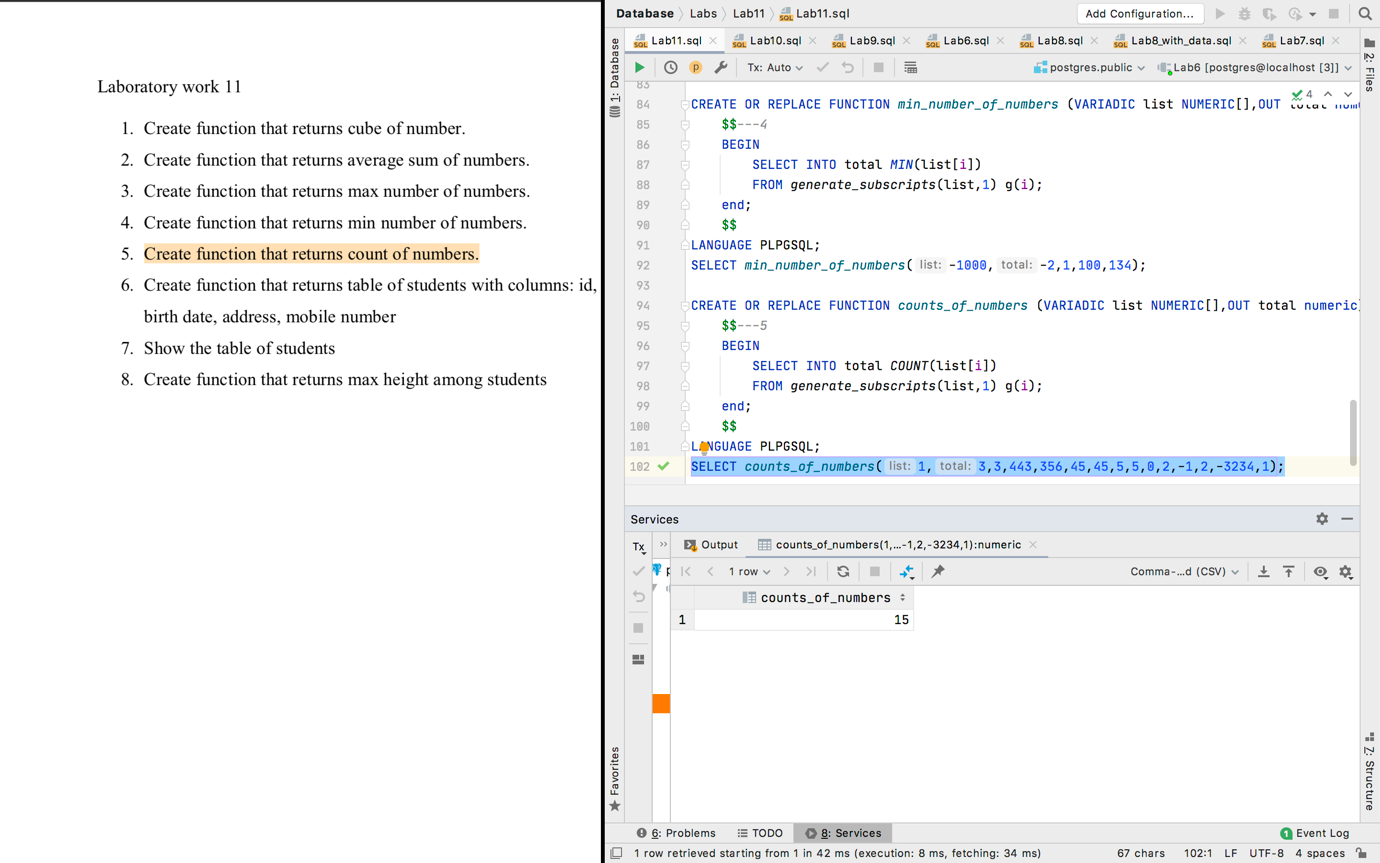 Laboratory work 11
1. Create function that returns cube of number.
2. Create function that returns average sum of numbers.
3. Create function that returns max number of numbers.
4. Create function that returns min number of numbers.
5. Create function that returns count of numbers.
6. Create function that returns table of students with columns: id,
birth date, address, mobile number
7. Show the table of students
8. Create function that returns max height among students
Database Labs Lab11 Lab11.sql
Add Configuration...
Lab11.sql Lab10.sql Lab9.sql Lab6.sql Lab8.sql Lab8_with_data.sql Lab7.sql
Tx: Auto postgres.public Lab6 [postgres@localhost [3]]
1: Database
2: Files
4
83
84 CREATE OR REPLACE FUNCTION min_number_of_numbers (VARIADIC list NUMERIC[],OUT total
85 $$---4
86 BEGIN
87 SELECT INTO total MIN(list[i])
88 FROM generate_subscripts(list,1) g(i);
89 end;
90 $$
91 LANGUAGE PLPGSQL;
92 SELECT min_number_of_numbers( list: -1000, total: -2,1,100,134);
93
94 CREATE OR REPLACE FUNCTION counts_of_numbers (VARIADIC list NUMERIC[],OUT total numeric
95 $$---5
96 BEGIN
97 SELECT INTO total COUNT(list[i])
98 FROM generate_subscripts(list,1) g(i);
99 end;
100 $$
101 LANGUAGE PLPGSQL;
102 SELECT counts_of_numbers( list: 1, total: 3,3,443,356,45,45,5,5,0,2,-1,2,-3234,1);
Services
Tx Output counts_of_numbers(1,...-1,2,-3234,1):numeric
1 row Comma-...d (CSV)
counts_of_numbers
1 15
Favorites
Z: Structure
6: Problems TODO 8: Services 1 Event Log
1 row retrieved starting from 1 in 42 ms (execution: 8 ms, fetching: 34 ms) 67 chars 102:1 LF UTF-8 4 spaces